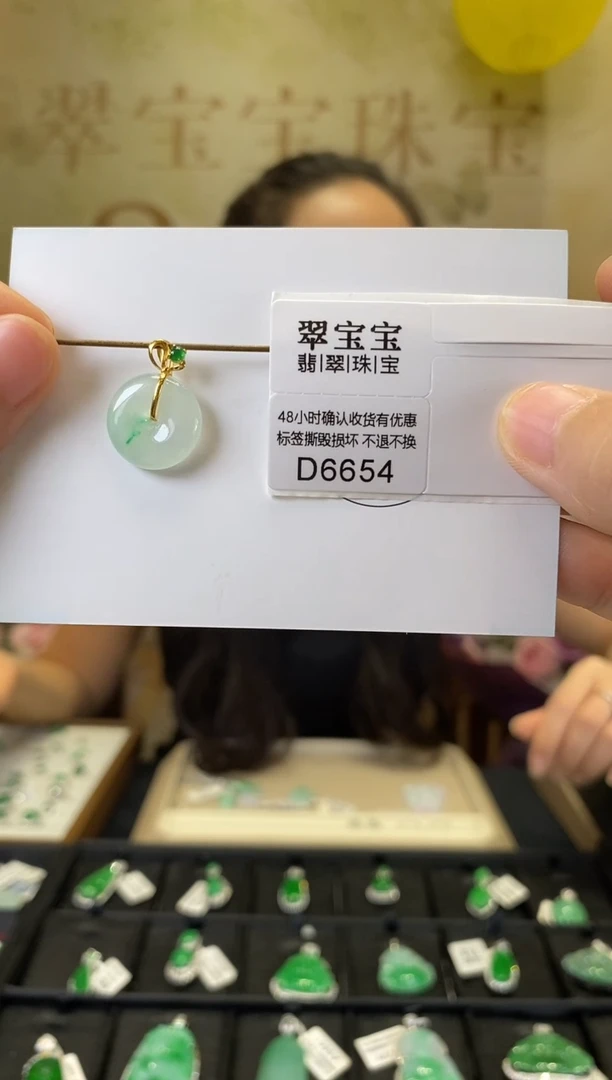 翠宝宝珠宝
翠宝宝
翡|翠|珠|宝
48小时确认收货有优惠
标签撕毁损坏 不退不换
D6654